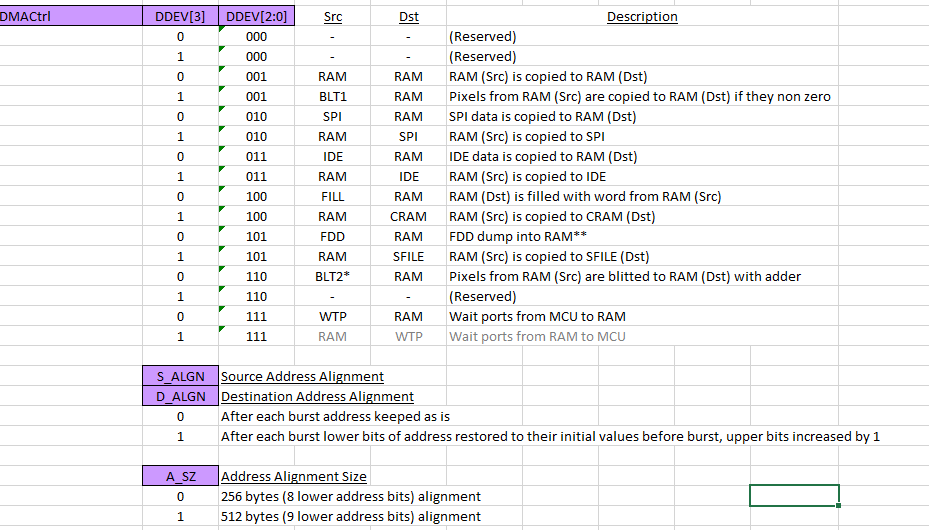 DMACtrl DDEV[3] DDEV[2:0] Src Dst Description
0 000 - - (Reserved)
1 000 - - (Reserved)
0 001 RAM RAM RAM (Src) is copied to RAM (Dst)
1 001 BLT1 RAM Pixels from RAM (Src) are copied to RAM (Dst) if they non zero
0 010 SPI RAM SPI data is copied to RAM (Dst)
1 010 RAM SPI RAM (Src) is copied to SPI
0 011 IDE RAM IDE data is copied to RAM (Dst)
1 011 RAM IDE RAM (Src) is copied to IDE
0 100 FILL RAM RAM (Dst) is filled with word from RAM (Src)
1 100 RAM CRAM RAM (Src) is copied to CRAM (Dst)
0 101 FDD RAM FDD dump into RAM**
1 101 RAM SFILE RAM (Src) is copied to SFILE (Dst)
0 110 BLT2* RAM Pixels from RAM (Src) are blitted to RAM (Dst) with adder
1 110 - - (Reserved)
0 111 WTP RAM Wait ports from MCU to RAM
1 111 RAM WTP Wait ports from RAM to MCU
S_ALGN Source Address Alignment
D_ALGN Destination Address Alignment
0 After each burst address keeped as is
1 After each burst lower bits of address restored to their initial values before burst, upper bits increased by 1
A_SZ Address Alignment Size
0 256 bytes (8 lower address bits) alignment
1 512 bytes (9 lower address bits) alignment